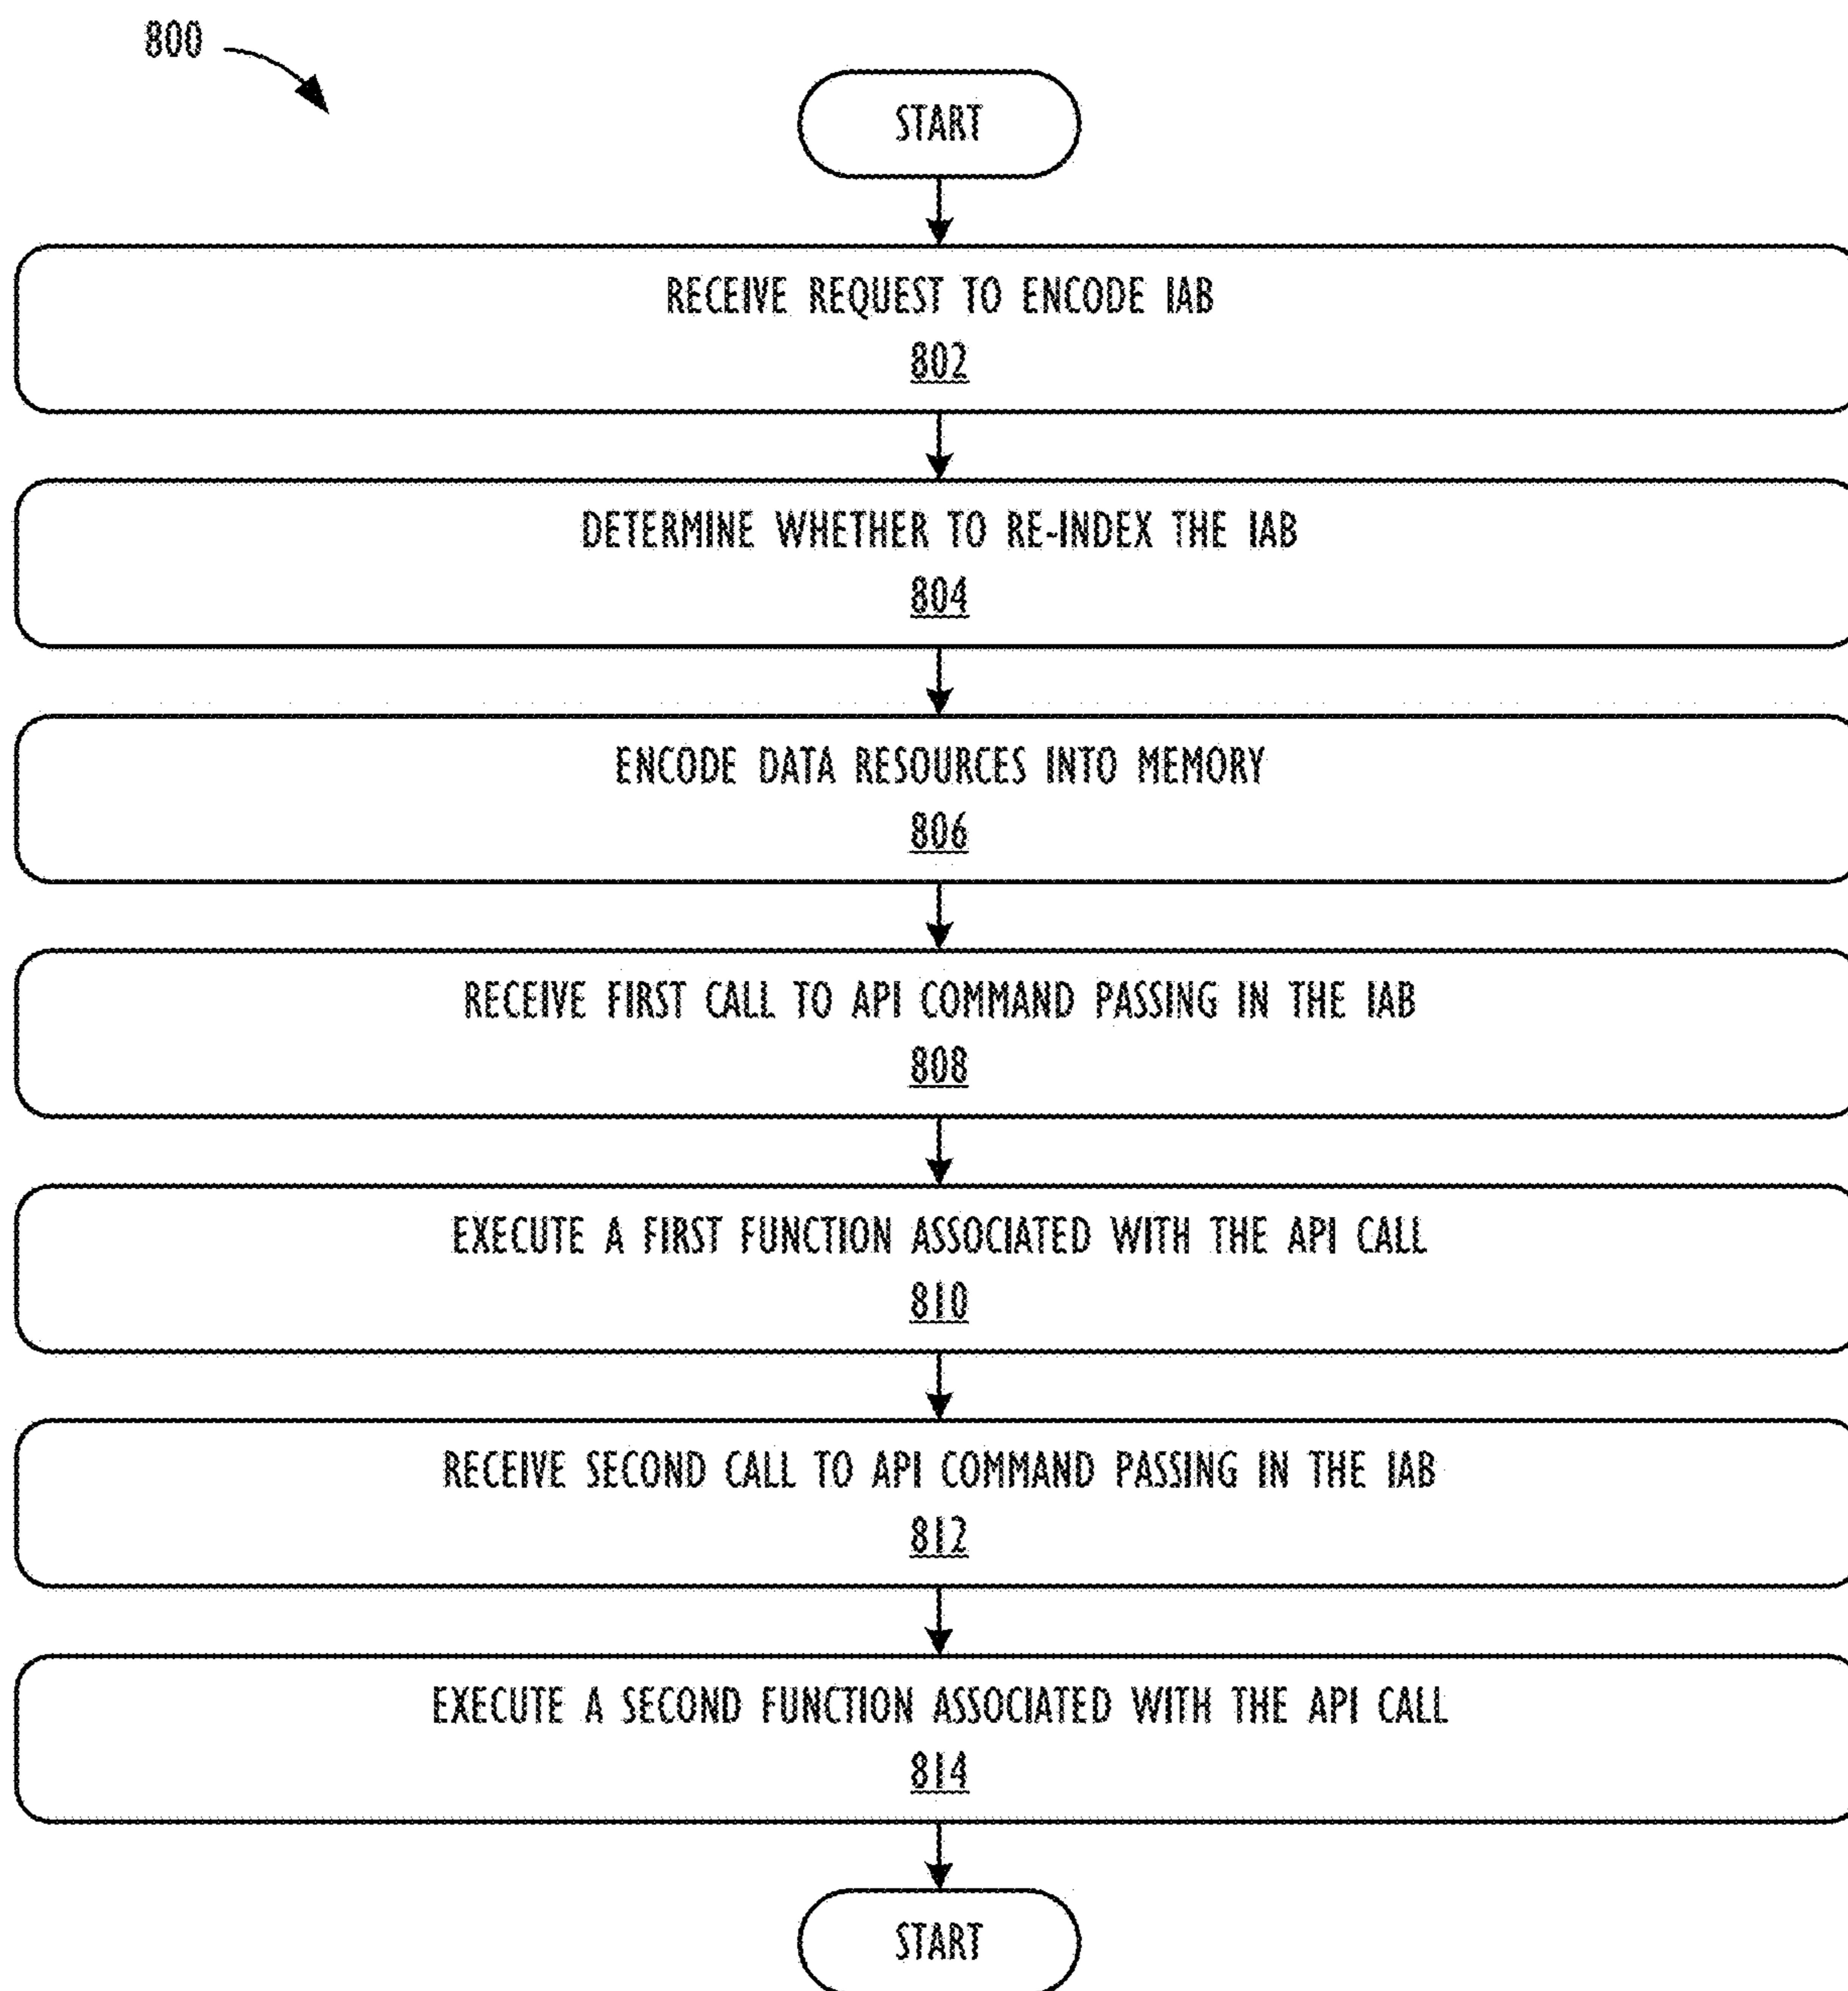 800
START
RECEIVE REQUEST TO ENCODE IAB
802
DETERMINE WHETHER TO RE-INDEX THE IAB
804
ENCODE DATA RESOURCES INTO MEMORY
806
RECEIVE FIRST CALL TO API COMMAND PASSING IN THE IAB
808
EXECUTE A FIRST FUNCTION ASSOCIATED WITH THE API CALL
810
RECEIVE SECOND CALL TO API COMMAND PASSING IN THE IAB
812
EXECUTE A SECOND FUNCTION ASSOCIATED WITH THE API CALL
814
START